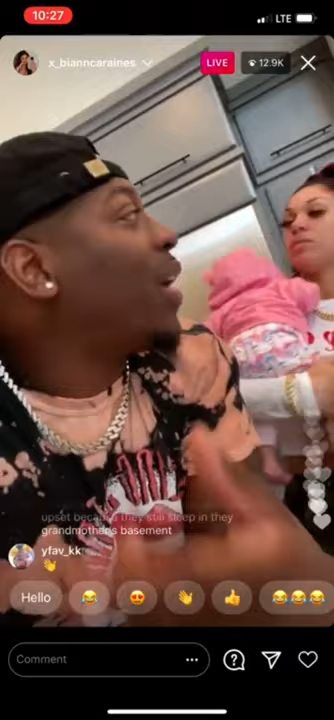 10:27
LTE
x_bianncaraines
LIVE
12.9K
upset because they still sleep in they
grandmother's basement
yfav_kk
👋
Hello 😂 😍 👋 👍 😂😂😂
Comment